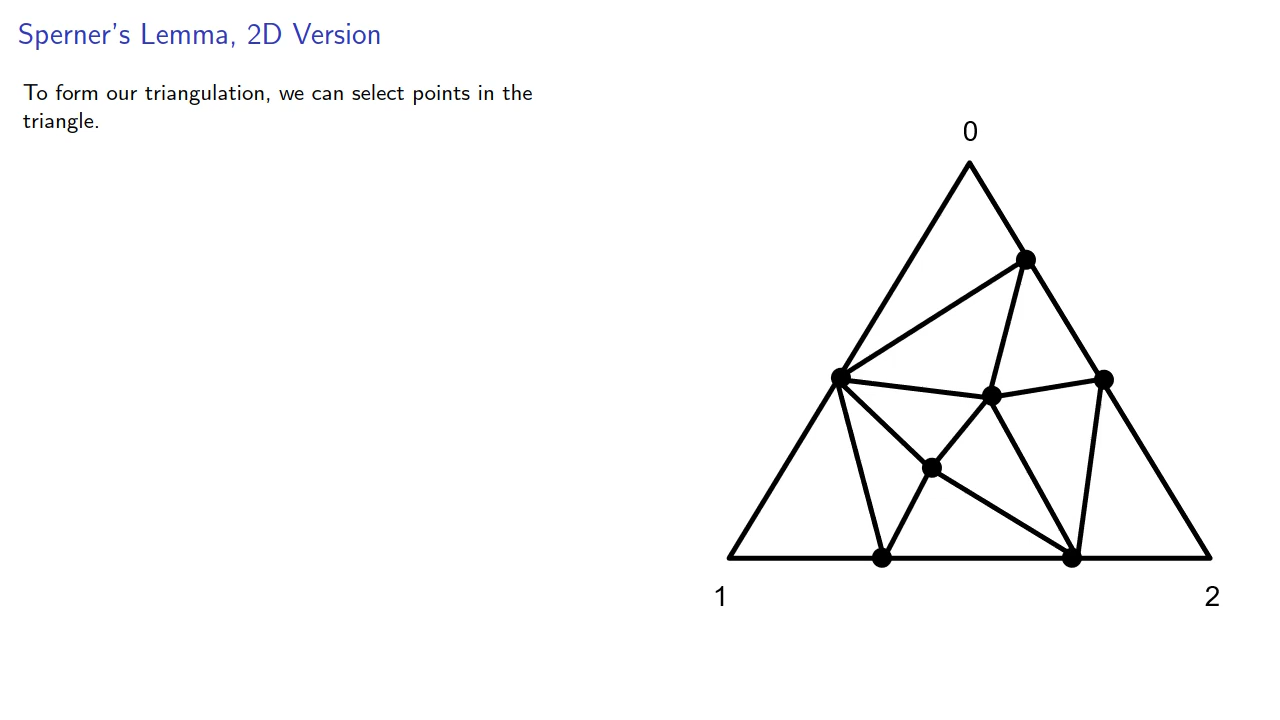 Sperner's Lemma, 2D Version
To form our triangulation, we can select points in the
triangle.
0
1
2